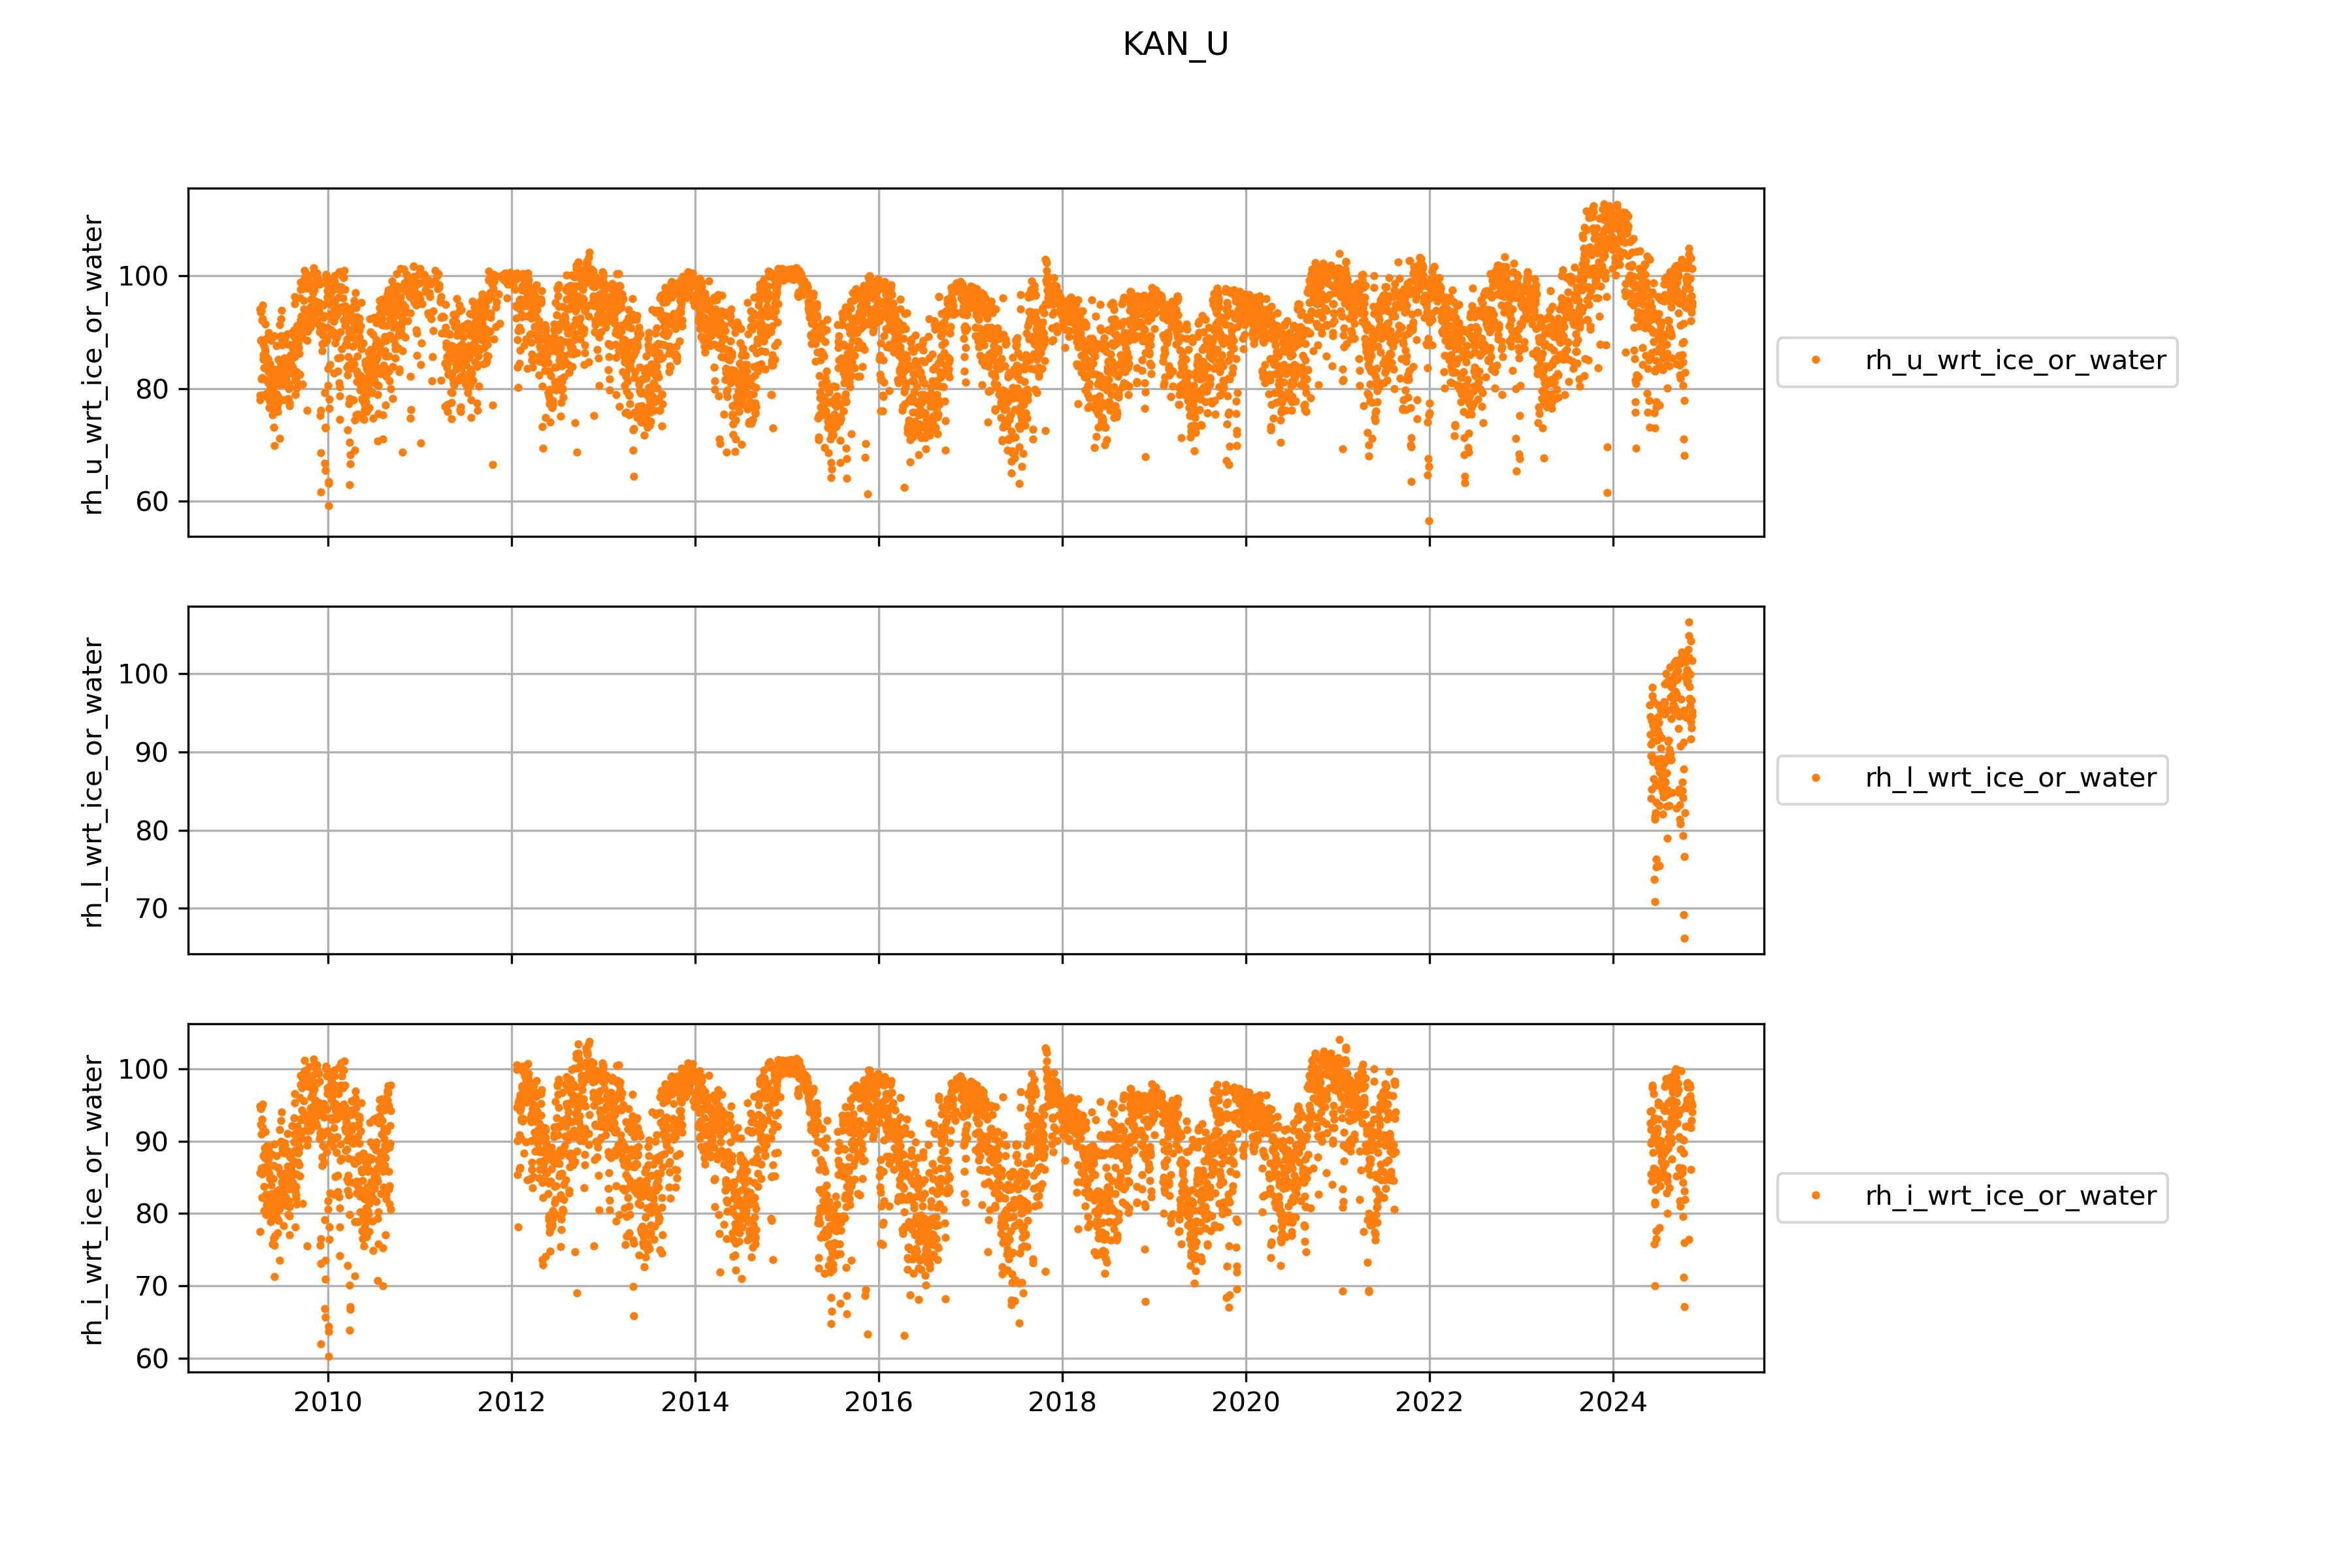 KAN_U
rh_u_wrt_ice_or_water
100
80
60
rh_u_wrt_ice_or_water
rh_l_wrt_ice_or_water
100
90
80
70
rh_l_wrt_ice_or_water
rh_i_wrt_ice_or_water
100
90
80
70
60
rh_i_wrt_ice_or_water
2010 2012 2014 2016 2018 2020 2022 2024